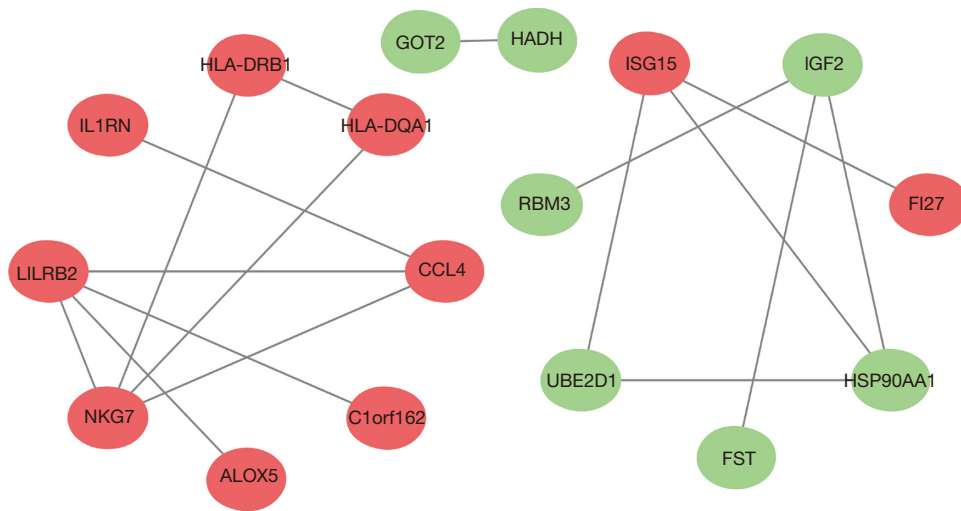 GOT2
HADH
HLA-DRB1
ISG15
IGF2
IL1RN
HLA-DQA1
RBM3
FI27
LILRB2
CCL4
UBE2D1
HSP90AA1
NKG7
C1orf162
FST
ALOX5